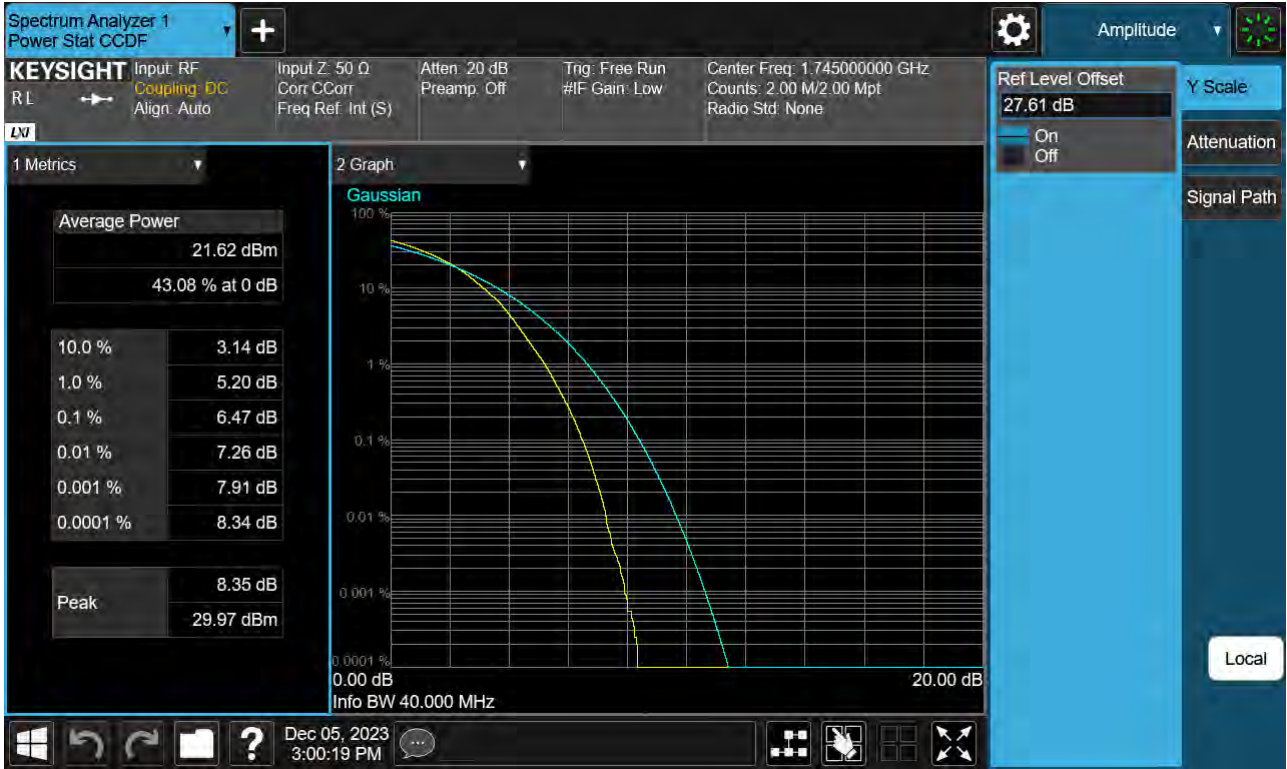 Spectrum Analyzer 1
Power Stat CCDF
Amplitude
KEYSIGHT
R L
LXI
Input: RF
Coupling: DC
Align: Auto
Input Z: 50 Ω
Corr CCorr
Freq Ref: Int (S)
Atten: 20 dB
Preamp: Off
Trig: Free Run
#IF Gain: Low
Center Freq: 1.745000000 GHz
Counts: 2.00 M/2.00 Mpt
Radio Std: None
Ref Level Offset
27.61 dB
On
Off
Y Scale
Attenuation
Signal Path
Local
1 Metrics
Average Power
21.62 dBm
43.08 % at 0 dB
10.0 % 3.14 dB
1.0 % 5.20 dB
0.1 % 6.47 dB
0.01 % 7.26 dB
0.001 % 7.91 dB
0.0001 % 8.34 dB
Peak
8.35 dB
29.97 dBm
2 Graph
Gaussian
100 %
10 %
1 %
0.1 %
0.01 %
0.001 %
0.0001 %
0.00 dB 20.00 dB
Info BW 40.000 MHz
?
Dec 05, 2023
3:00:19 PM